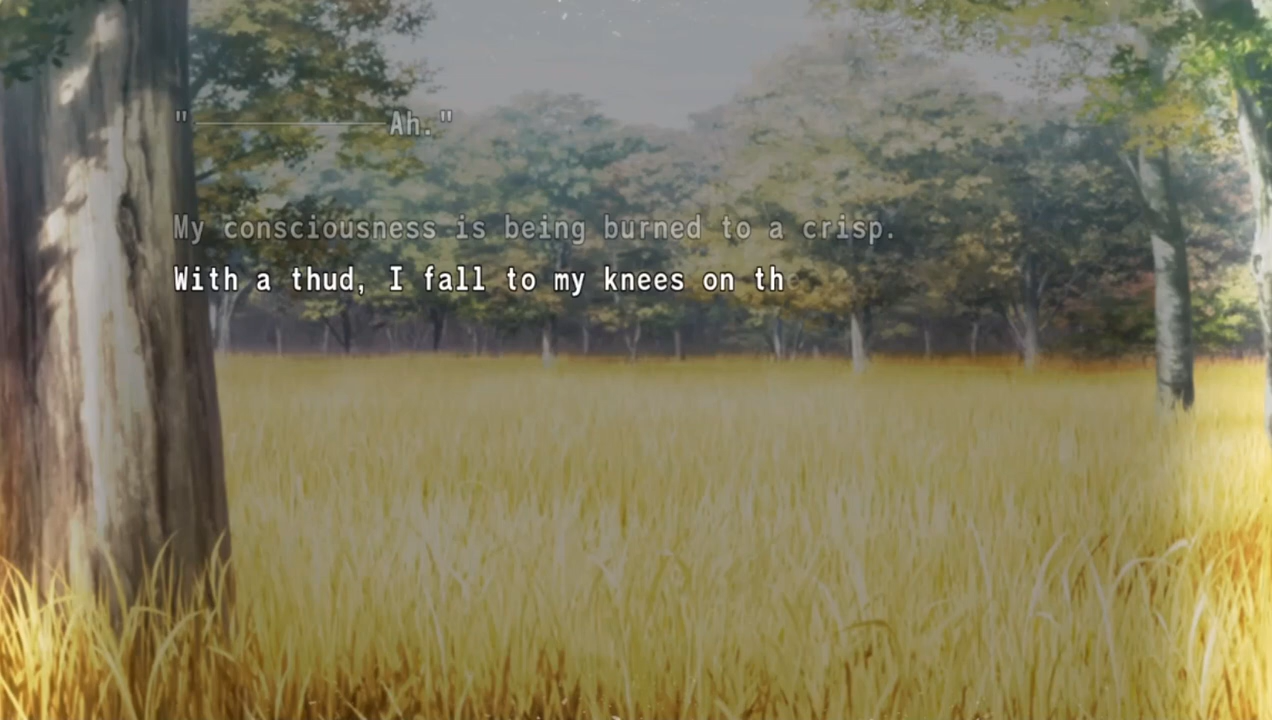 "————————Ah."
My consciousness is being burned to a crisp.
With a thud, I fall to my knees on th